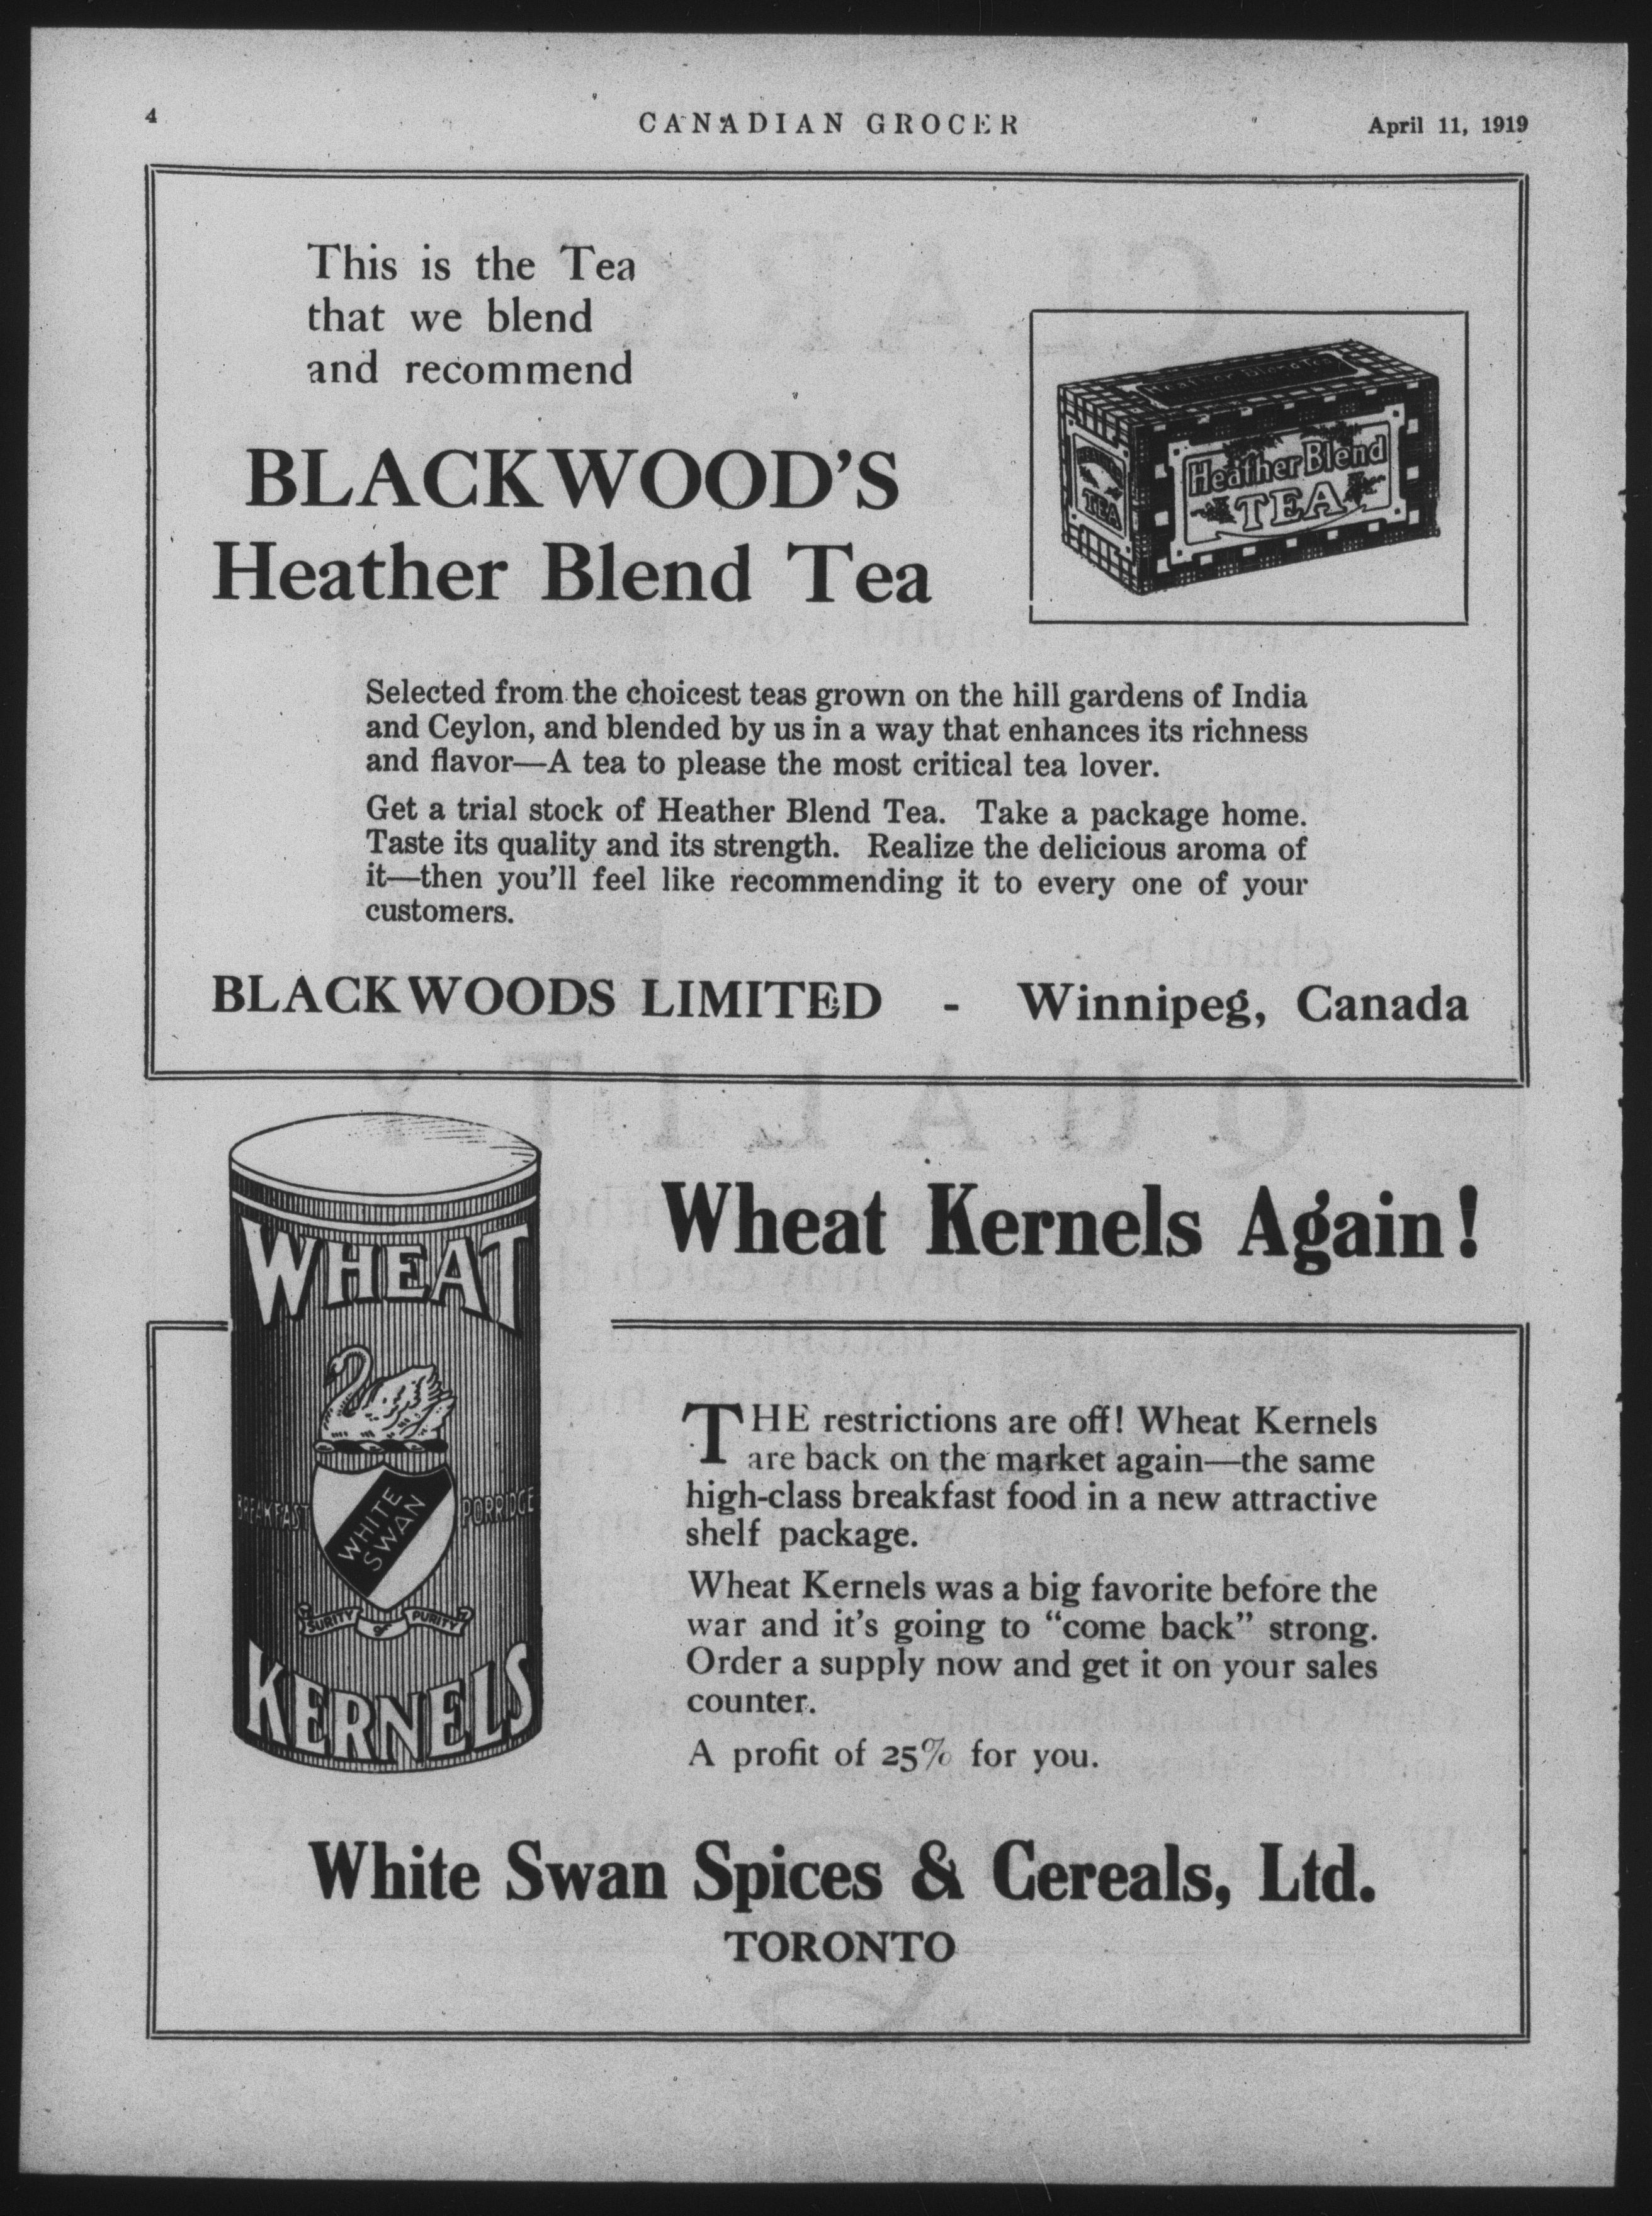 4
CANADIAN GROCER
April 11, 1919
This is the Tea
that we blend
and recommend
BLACKWOOD'S
Heather Blend Tea
Heather Blend Tea
HEATHER
TEA
Heather Blend
TEA
Selected from the choicest teas grown on the hill gardens of India
and Ceylon, and blended by us in a way that enhances its richness
and flavor—A tea to please the most critical tea lover.
Get a trial stock of Heather Blend Tea. Take a package home.
Taste its quality and its strength. Realize the delicious aroma of
it—then you'll feel like recommending it to every one of your
customers.
BLACKWOODS LIMITED - Winnipeg, Canada
WHEAT
BREAKFAST
WHITE
SWAN
PORRIDGE
SURITY
&
PURITY
KERNELS
Wheat Kernels Again!
THE restrictions are off! Wheat Kernels
are back on the market again—the same
high-class breakfast food in a new attractive
shelf package.
Wheat Kernels was a big favorite before the
war and it's going to "come back" strong.
Order a supply now and get it on your sales
counter.
A profit of 25% for you.
White Swan Spices & Cereals, Ltd.
TORONTO